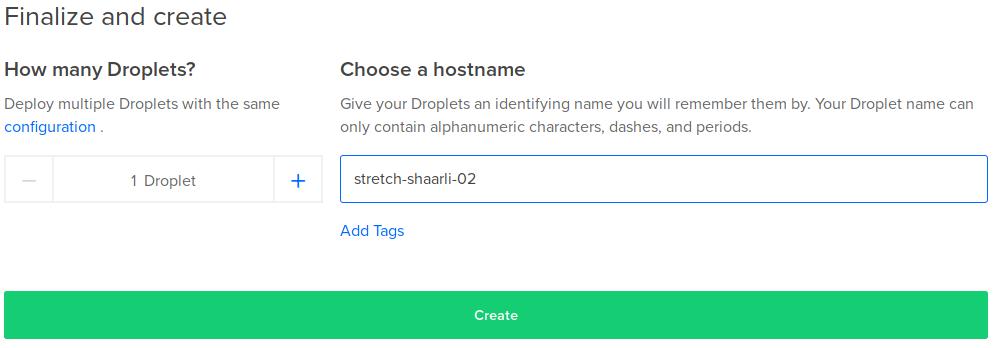 Finalize and create
How many Droplets?
Deploy multiple Droplets with the same
configuration .
1 Droplet
Choose a hostname
Give your Droplets an identifying name you will remember them by. Your Droplet name can
only contain alphanumeric characters, dashes, and periods.
stretch-shaarli-02
Add Tags
Create